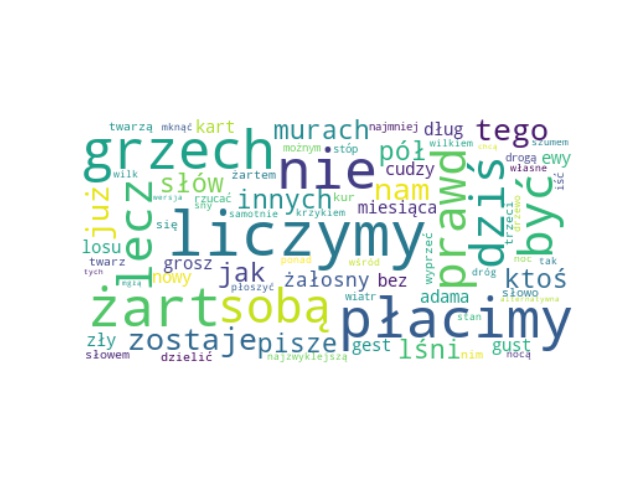 twarzą mknąć kart murach najmniej dług tego
grzech możnym stóp pół wilkiem chcą szumem
wilk słów żartem nie cudzy prawd drogą ewy
własne
już lecz wersja rzucać innych kur nam dziś być iść
sny samotnie krzykiem miesiąca drzewo
losu się liczymy wyprzeć trzeci
twarz grosz jak ponad wśród noc tak
tych mgłą nowy płoszyć żałosny bez dróg ktoś
żart sobą wiatr adama słowo
płacimy stan alternatywna
zły zostaje pisze gest lśni gust
słowem dzielić najzwyklejszą nim nocą